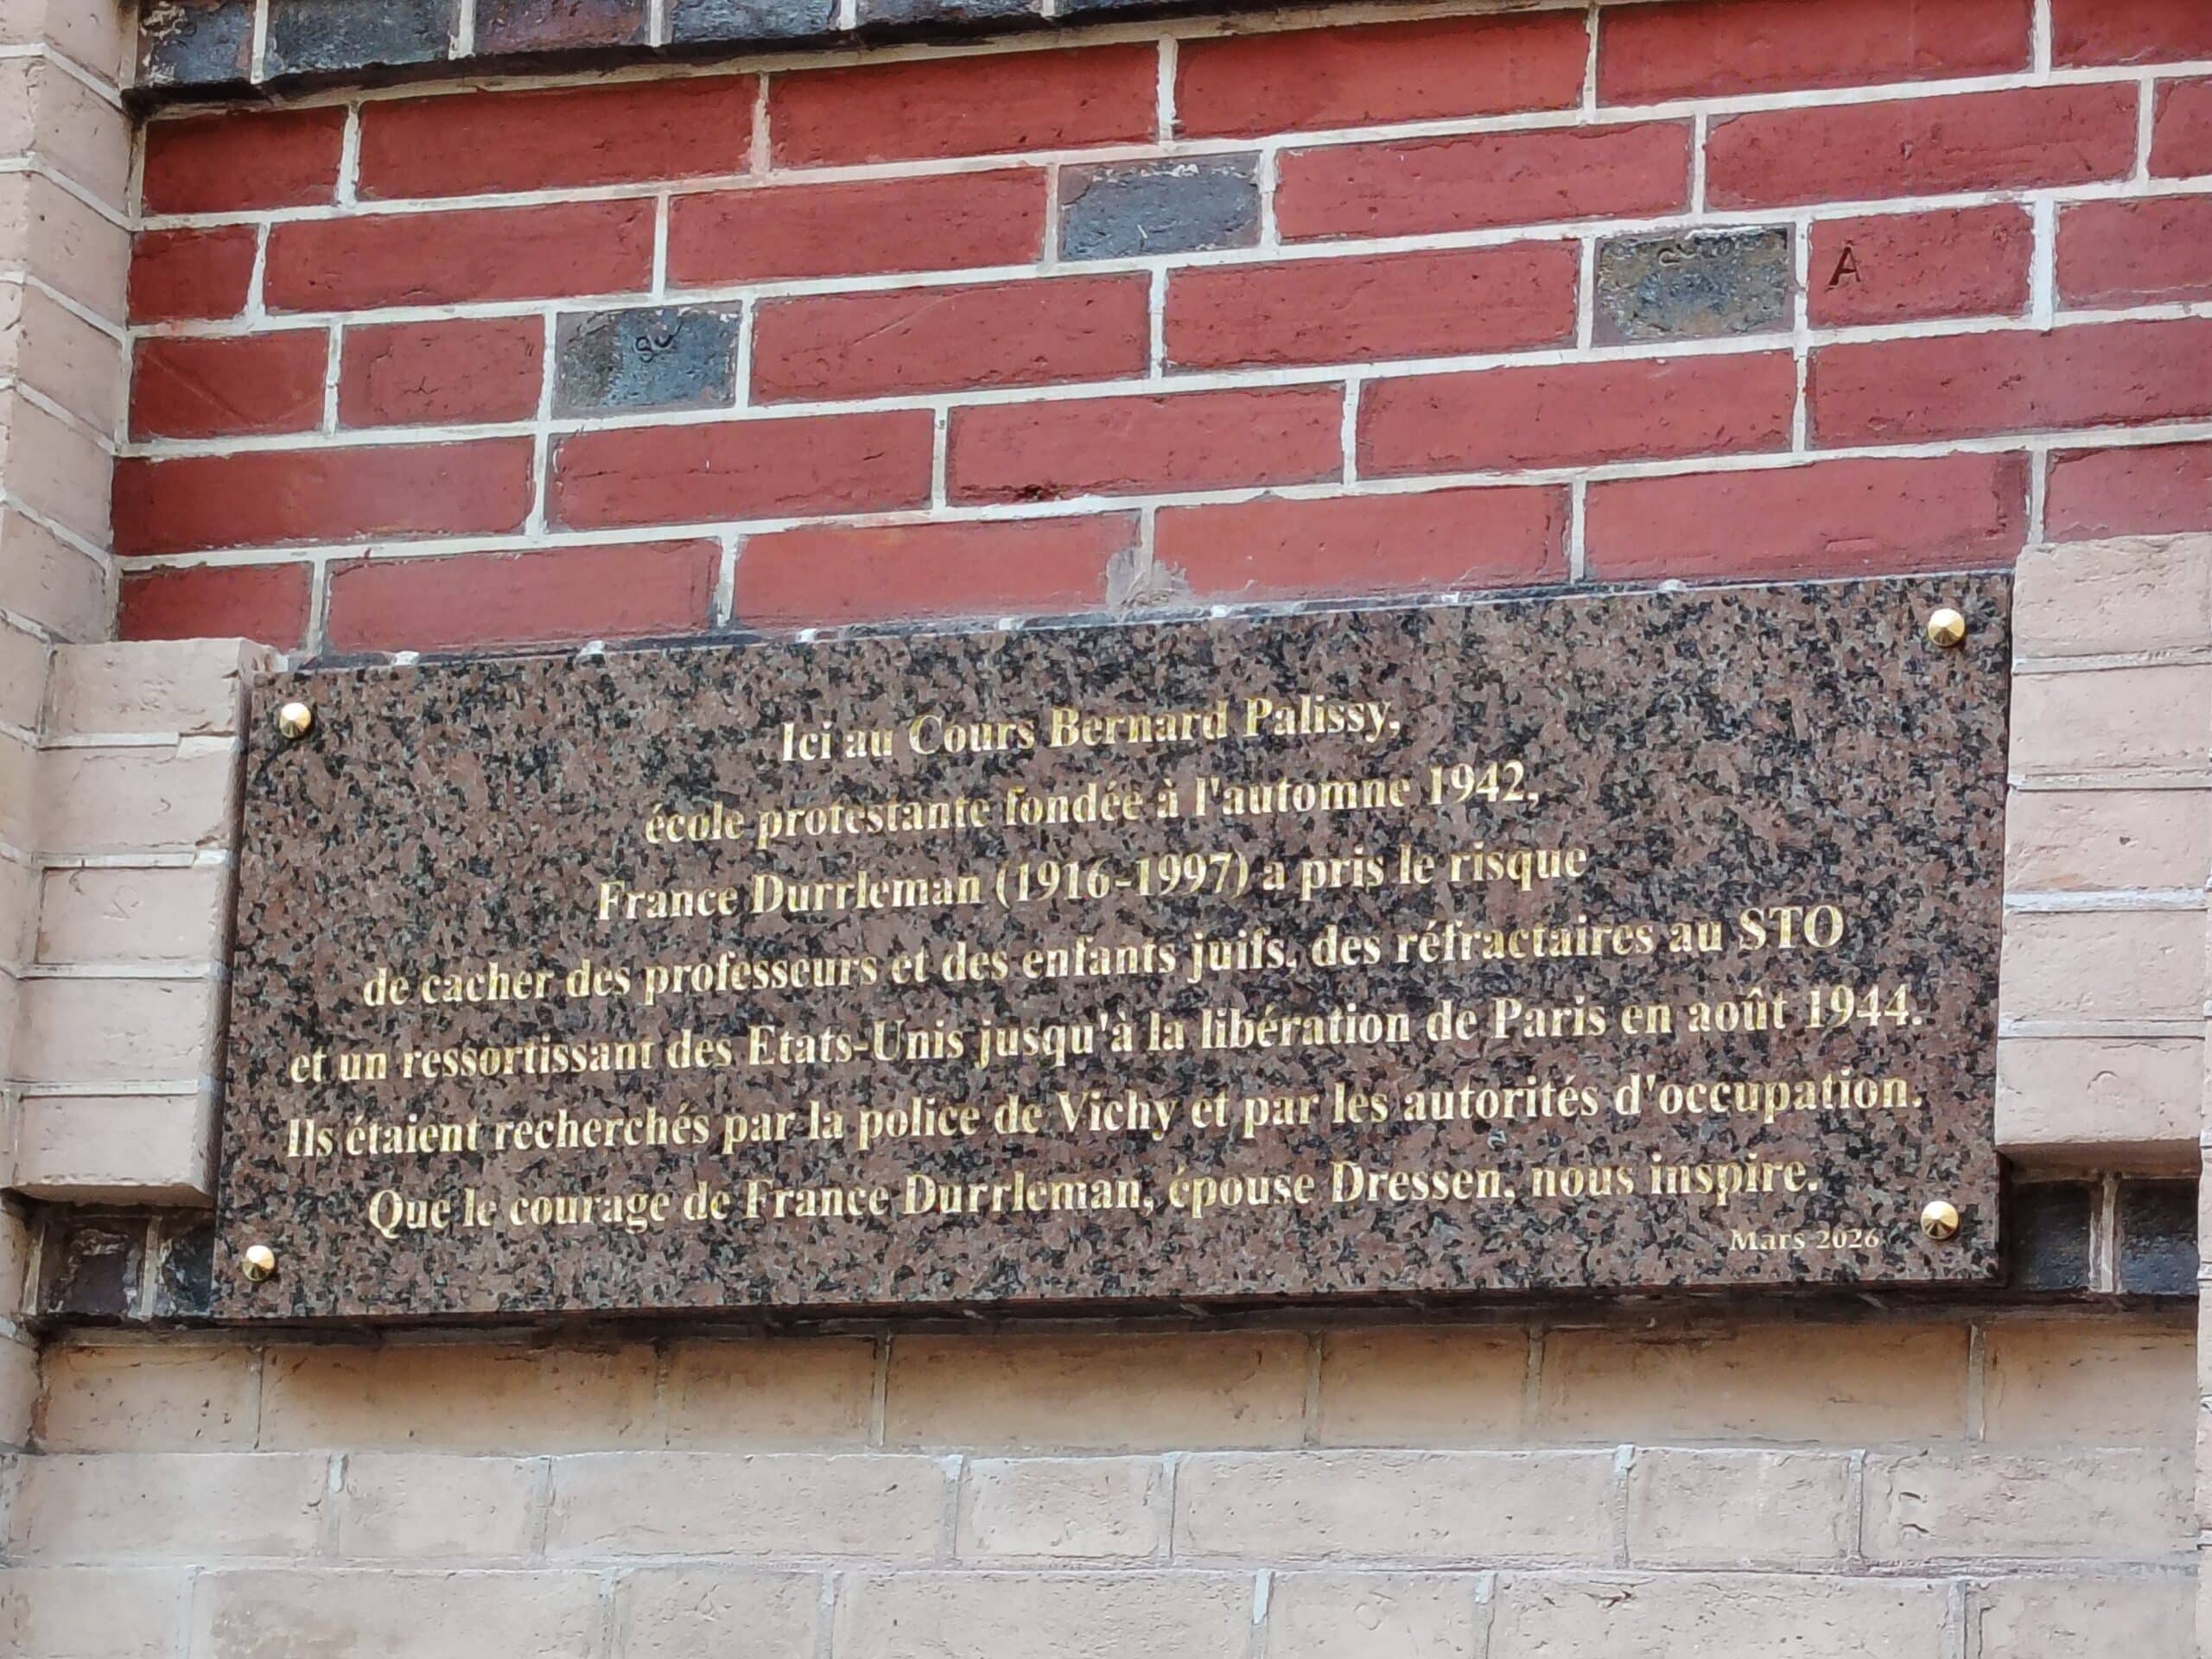 Ici au Cours Bernard Palissy,
école protestante fondée à l'automne 1942,
France Durrleman (1916-1997) a pris le risque
de cacher des professeurs et des enfants juifs, des réfractaires au STO
et un ressortissant des Etats-Unis jusqu'à la libération de Paris en août 1944.
Ils étaient recherchés par la police de Vichy et par les autorités d'occupation.
Que le courage de France Durrleman, épouse Dressen, nous inspire.
Mars 2026